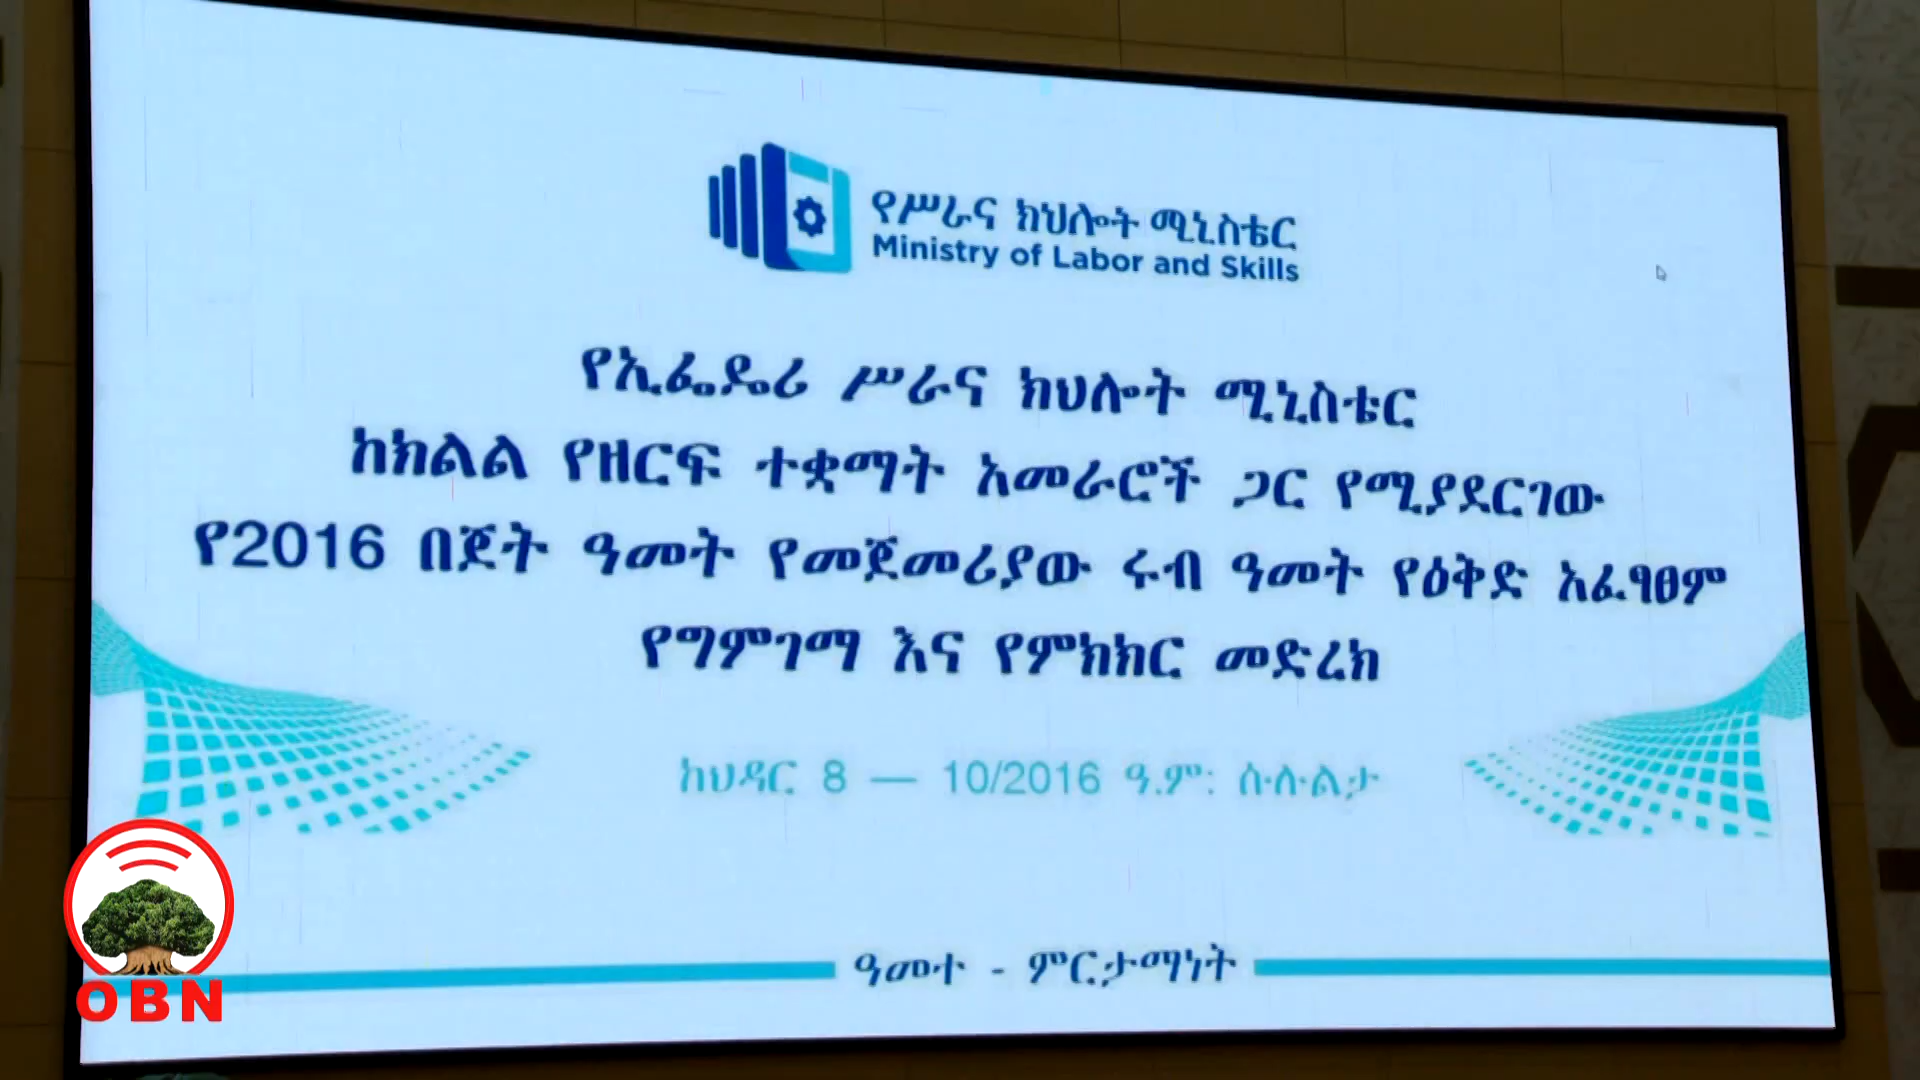 የሥራና ክህሎት ሚኒስቴር
Ministry of Labor and Skills
የኢፌዴሪ ሥራና ክህሎት ሚኒስቴር
ከክልል የዘርፍ ተቋማት አመራሮች ጋር የሚያደርገው
የ2016 በጀት ዓመት የመጀመሪያው ሩብ ዓመት የዕቅድ አፈፃፀም
የግምገማ እና የምክክር መድረክ
ከህዳር 8 — 10/2016 ዓ.ም: ሱሉልታ
ዓመተ - ምርታማነት
OBN